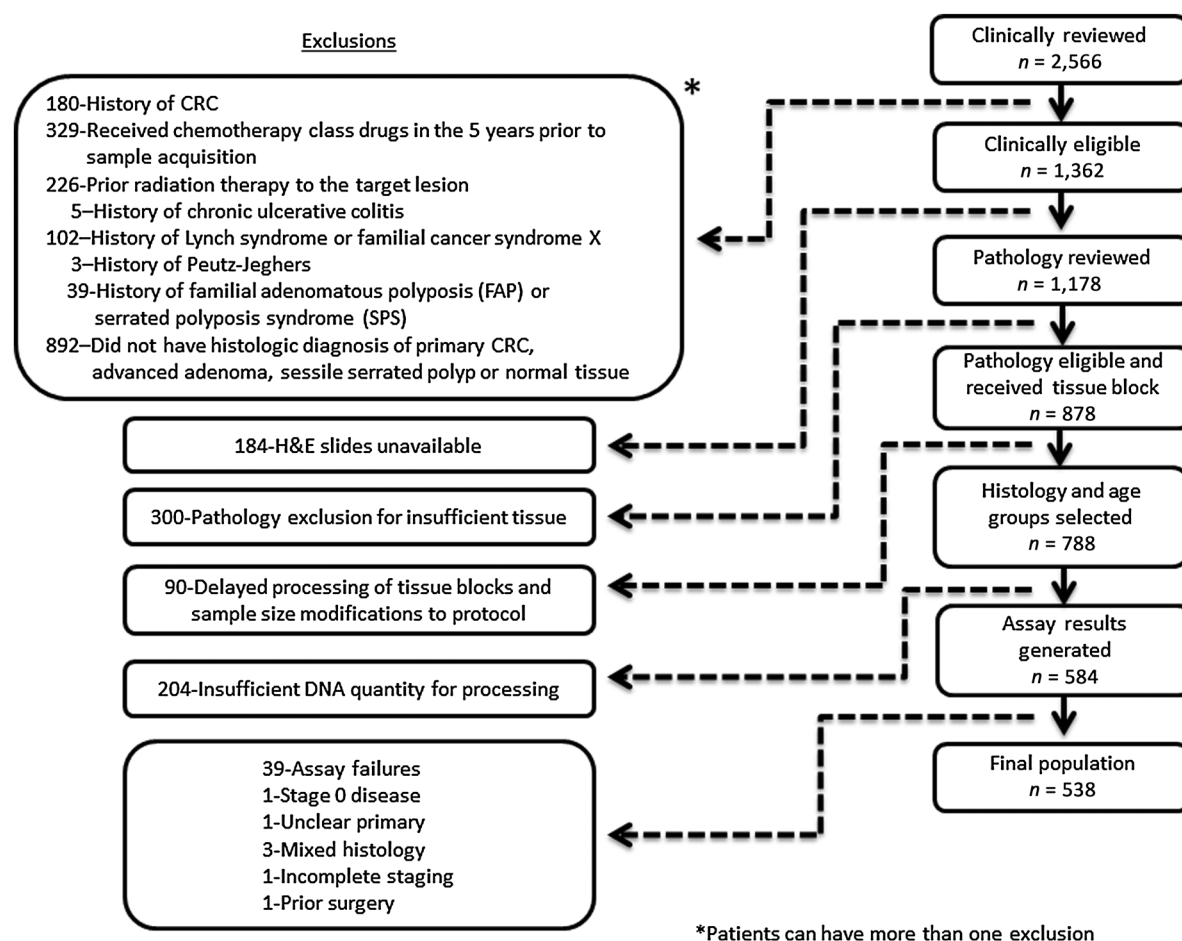 Exclusions
180-History of CRC
329-Received chemotherapy class drugs in the 5 years prior to
sample acquisition
226-Prior radiation therapy to the target lesion
5–History of chronic ulcerative colitis
102–History of Lynch syndrome or familial cancer syndrome X
3–History of Peutz-Jeghers
39-History of familial adenomatous polyposis (FAP) or
serrated polyposis syndrome (SPS)
892–Did not have histologic diagnosis of primary CRC,
advanced adenoma, sessile serrated polyp or normal tissue
*
184-H&E slides unavailable
300-Pathology exclusion for insufficient tissue
90-Delayed processing of tissue blocks and
sample size modifications to protocol
204-Insufficient DNA quantity for processing
39-Assay failures
1-Stage 0 disease
1-Unclear primary
3-Mixed histology
1-Incomplete staging
1-Prior surgery
Clinically reviewed
n = 2,566
Clinically eligible
n = 1,362
Pathology reviewed
n = 1,178
Pathology eligible and
received tissue block
n = 878
Histology and age
groups selected
n = 788
Assay results
generated
n = 584
Final population
n = 538
*Patients can have more than one exclusion